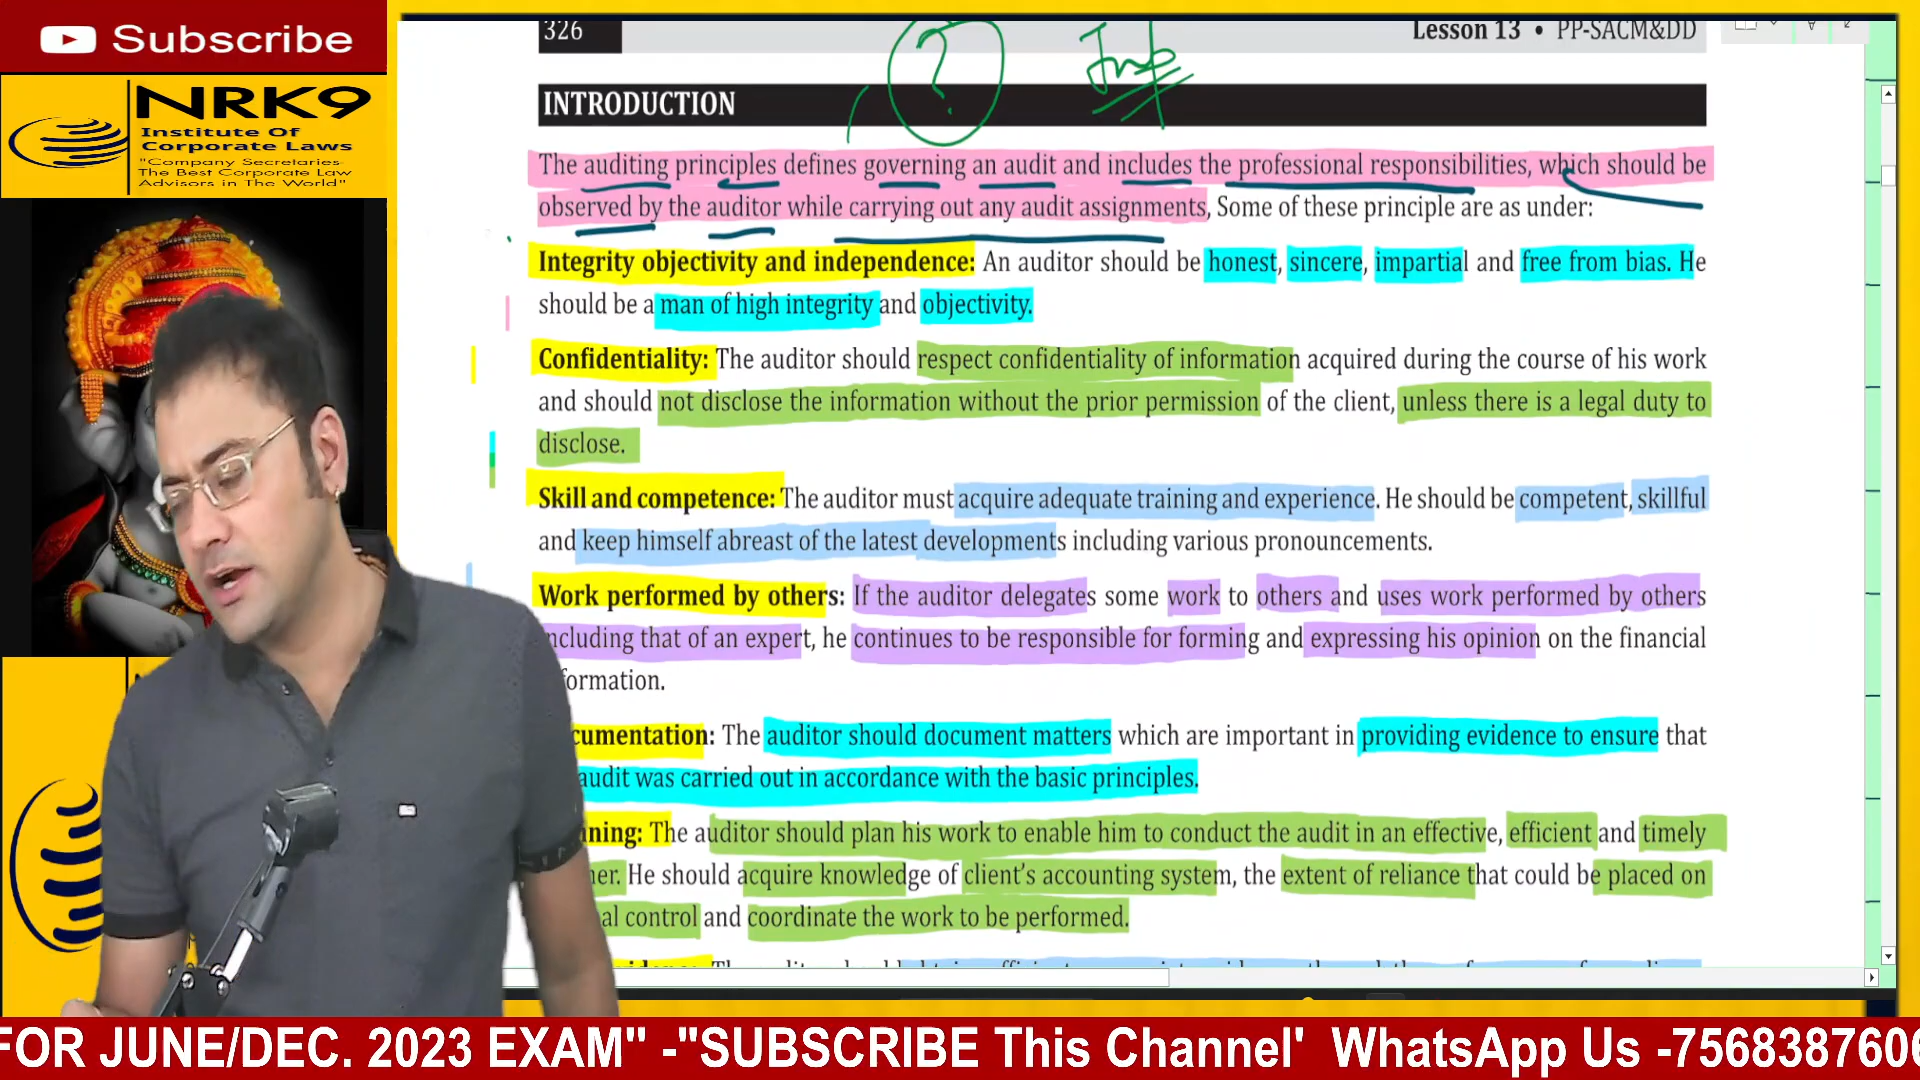 Subscribe
NRK9
Institute Of
Corporate Laws
"Company Secretaries-
The Best Corporate Law
Advisors in The World"
326
Lesson 13 • PP-SACM&DD
?
Imp
INTRODUCTION
The auditing principles defines governing an audit and includes the professional responsibilities, which should be
observed by the auditor while carrying out any audit assignments, Some of these principle are as under:
Integrity objectivity and independence: An auditor should be honest, sincere, impartial and free from bias. He
should be a man of high integrity and objectivity.
Confidentiality: The auditor should respect confidentiality of information acquired during the course of his work
and should not disclose the information without the prior permission of the client, unless there is a legal duty to
disclose.
Skill and competence: The auditor must acquire adequate training and experience. He should be competent, skillful
and keep himself abreast of the latest developments including various pronouncements.
Work performed by others: If the auditor delegates some work to others and uses work performed by others
ncluding that of an expert, he continues to be responsible for forming and expressing his opinion on the financial
formation.
cumentation: The auditor should document matters which are important in providing evidence to ensure that
audit was carried out in accordance with the basic principles.
ning: The auditor should plan his work to enable him to conduct the audit in an effective, efficient and timely
ner. He should acquire knowledge of client's accounting system, the extent of reliance that could be placed on
al control and coordinate the work to be performed.
FOR JUNE/DEC. 2023 EXAM" -"SUBSCRIBE This Channel' WhatsApp Us -7568387606